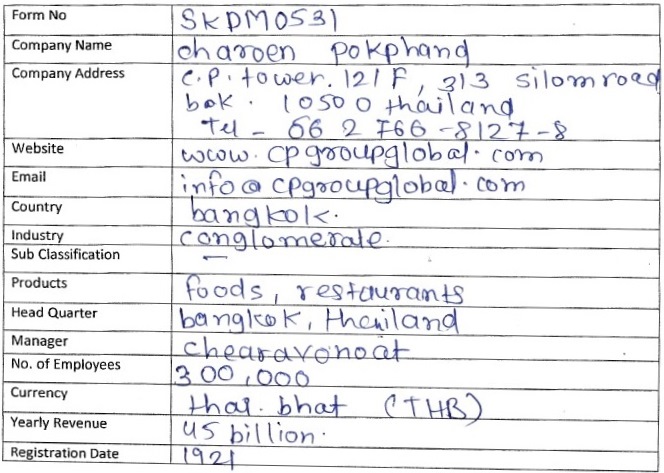 Form No SKDM0531
Company Name charoen pokphand
Company Address c.p. tower. 121 F, 313 silom road
bok. 10500 thailand
Tel - 66 2 766 -8127-8
Website www.cpgroupglobal.com
Email info@cpgroupglobal.com
Country bangkok.
Industry conglomerate.
Sub Classification —
Products foods, restaurants
Head Quarter bangkok, thailand
Manager chearavonoat
No. of Employees 300,000
Currency thai. bhat (THB)
Yearly Revenue 45 billion.
Registration Date 1921